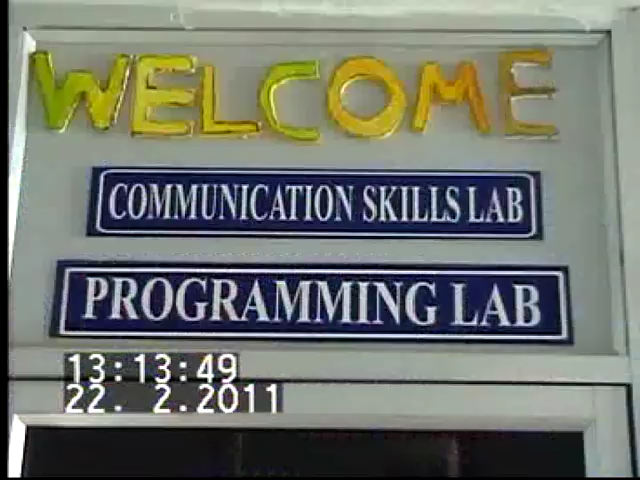 WELCOME
COMMUNICATION SKILLS LAB
PROGRAMMING LAB
13:13:49
22. 2.2011